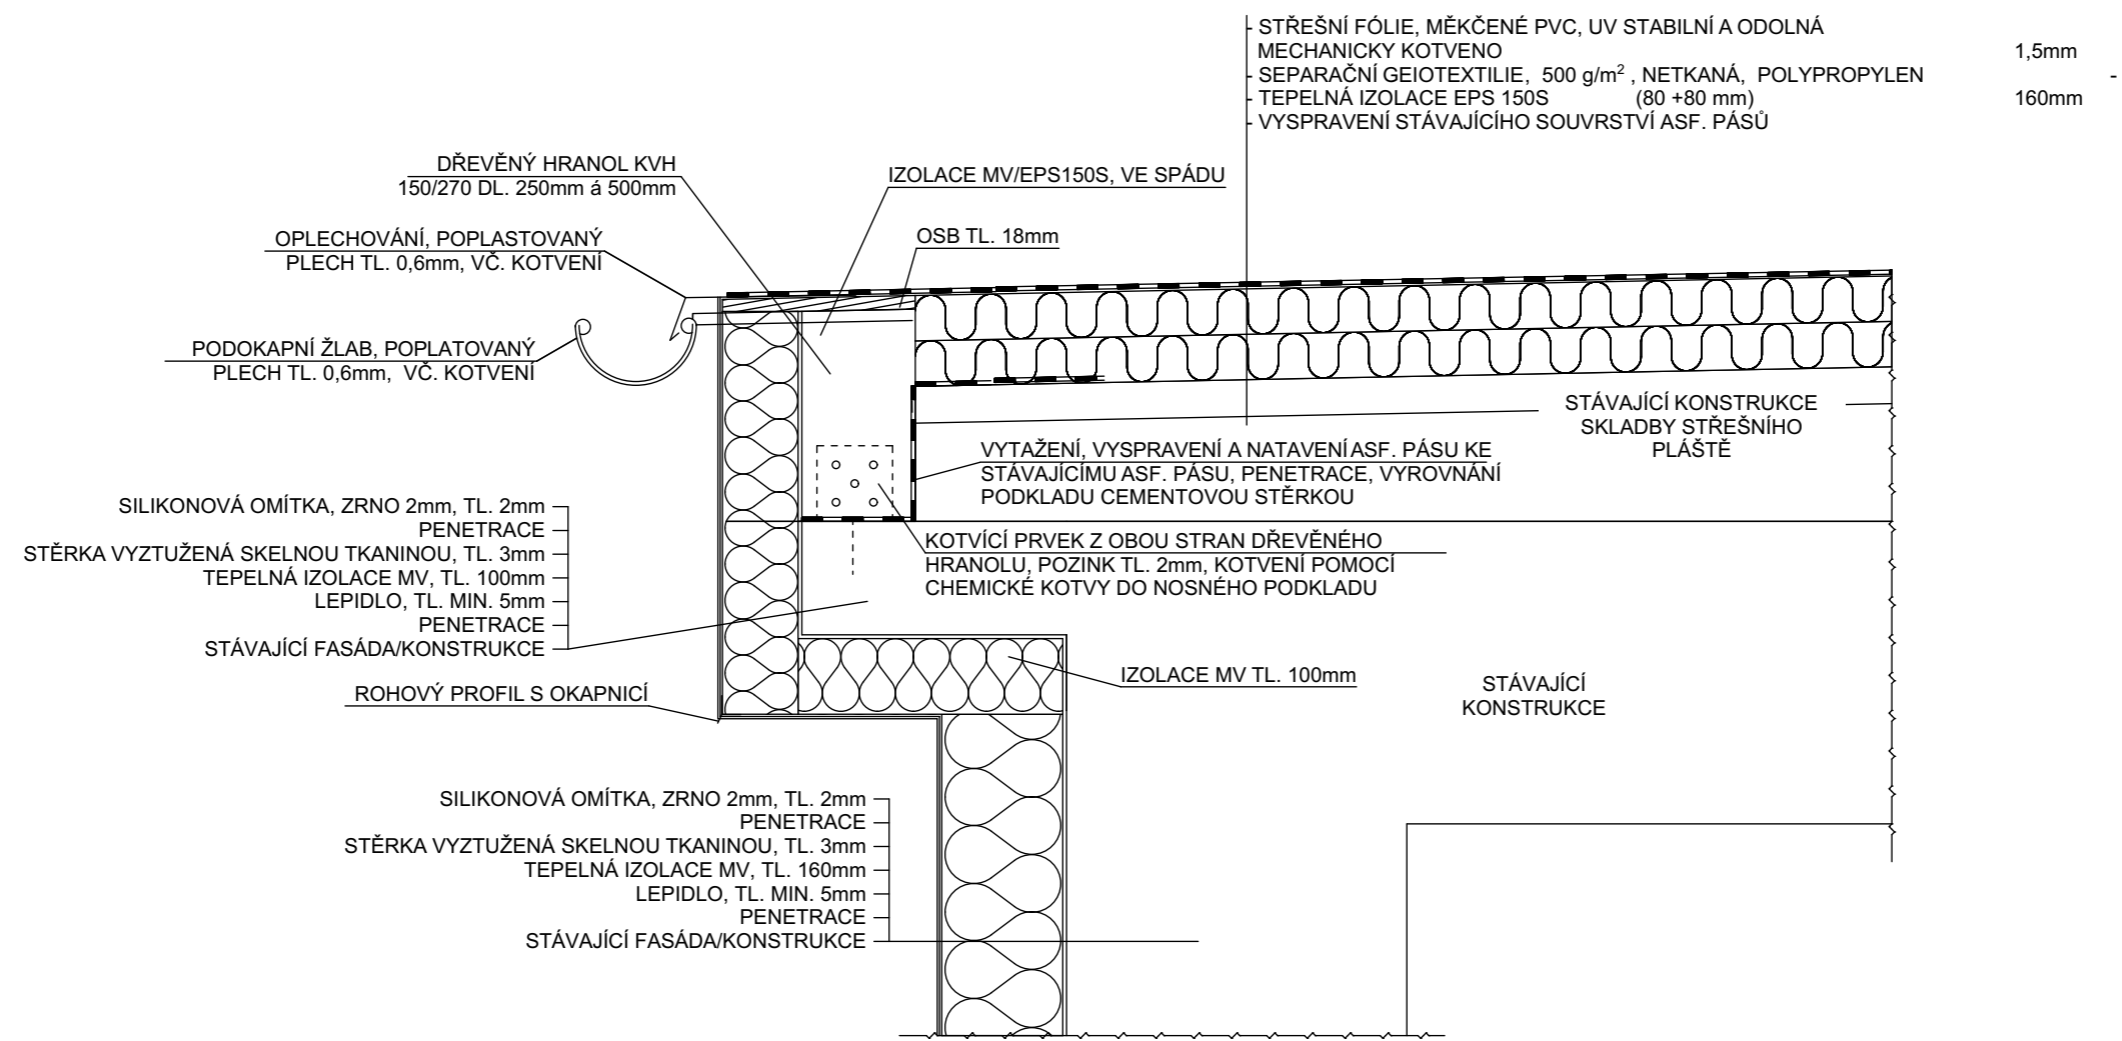 - STŘEŠNÍ FÓLIE, MĚKČENÉ PVC, UV STABILNÍ A ODOLNÁ
MECHANICKY KOTVENO 1,5mm
- SEPARAČNÍ GEIOTEXTILIE, 500 g/m², NETKANÁ, POLYPROPYLEN -
- TEPELNÁ IZOLACE EPS 150S (80 +80 mm) 160mm
- VYSPRAVENÍ STÁVAJÍCÍHO SOUVRSTVÍ ASF. PÁSŮ
DŘEVĚNÝ HRANOL KVH
150/270 DL. 250mm á 500mm
IZOLACE MV/EPS150S, VE SPÁDU
OPLECHOVÁNÍ, POPLASTOVANÝ
PLECH TL. 0,6mm, VČ. KOTVENÍ
OSB TL. 18mm
PODOKAPNÍ ŽLAB, POPLATOVANÝ
PLECH TL. 0,6mm, VČ. KOTVENÍ
STÁVAJÍCÍ KONSTRUKCE
SKLADBY STŘEŠNÍHO
PLÁŠTĚ
VYTAŽENÍ, VYSPRAVENÍ A NATAVENÍ ASF. PÁSU KE
STÁVAJÍCÍMU ASF. PÁSU, PENETRACE, VYROVNÁNÍ
PODKLADU CEMENTOVOU STĚRKOU
SILIKONOVÁ OMÍTKA, ZRNO 2mm, TL. 2mm
PENETRACE
STĚRKA VYZTUŽENÁ SKELNOU TKANINOU, TL. 3mm
TEPELNÁ IZOLACE MV, TL. 100mm
LEPIDLO, TL. MIN. 5mm
PENETRACE
STÁVAJÍCÍ FASÁDA/KONSTRUKCE
KOTVÍCÍ PRVEK Z OBOU STRAN DŘEVĚNÉHO
HRANOLU, POZINK TL. 2mm, KOTVENÍ POMOCÍ
CHEMICKÉ KOTVY DO NOSNÉHO PODKLADU
ROHOVÝ PROFIL S OKAPNICÍ
IZOLACE MV TL. 100mm
STÁVAJÍCÍ
KONSTRUKCE
SILIKONOVÁ OMÍTKA, ZRNO 2mm, TL. 2mm
PENETRACE
STĚRKA VYZTUŽENÁ SKELNOU TKANINOU, TL. 3mm
TEPELNÁ IZOLACE MV, TL. 160mm
LEPIDLO, TL. MIN. 5mm
PENETRACE
STÁVAJÍCÍ FASÁDA/KONSTRUKCE